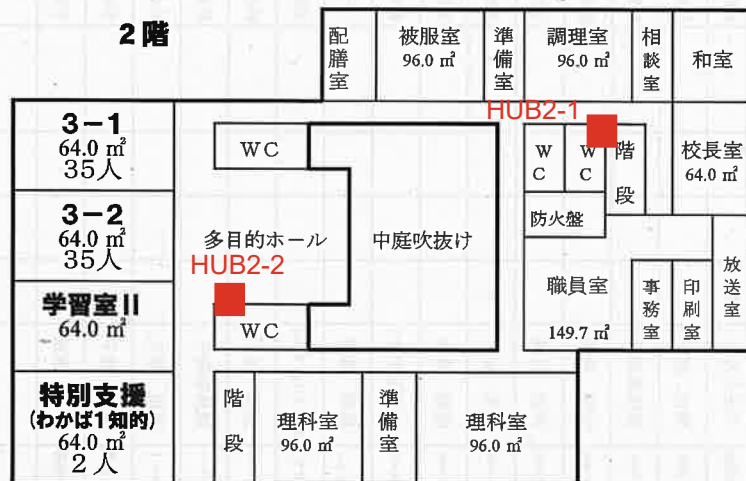 2階
配膳室
被服室
96.0 ㎡
準備室
調理室
96.0 ㎡
相談室
和室
3-1
64.0 ㎡
35人
WC
HUB2-1
WC
WC
階段
校長室
64.0 ㎡
3-2
64.0 ㎡
35人
多目的ホール
中庭吹抜け
防火盤
HUB2-2
学習室Ⅱ
64.0 ㎡
WC
職員室
149.7 ㎡
事務室
印刷室
放送室
特別支援
(わかば1知的)
64.0 ㎡
2人
階段
理科室
96.0 ㎡
準備室
理科室
96.0 ㎡